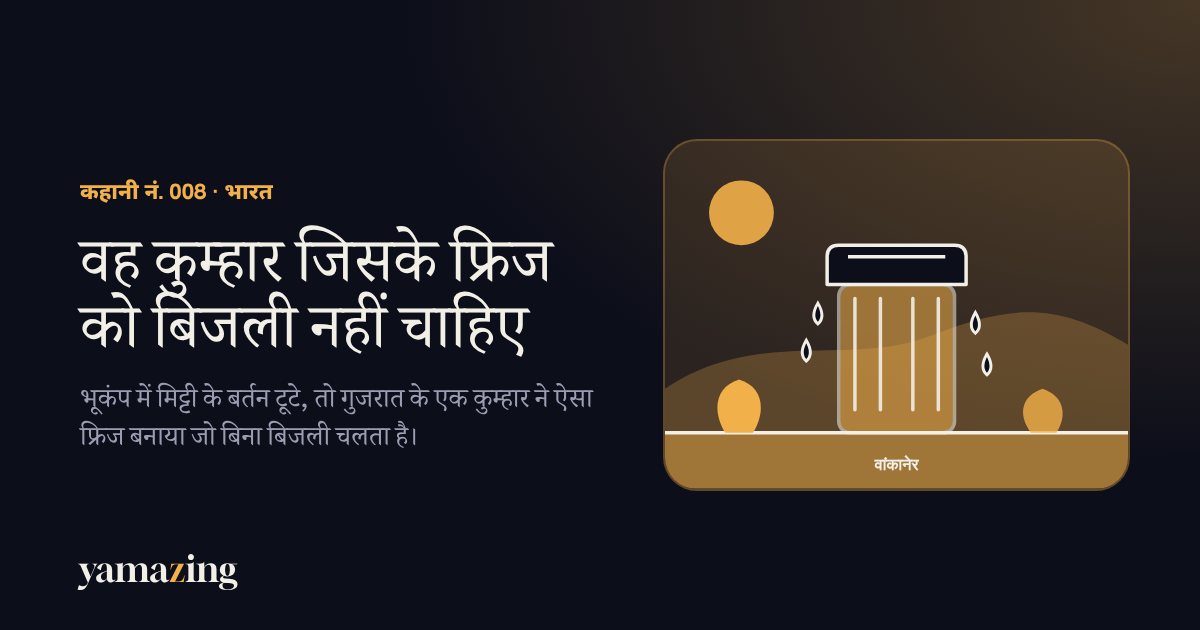 कहानी नं. 008 · भारत
वह कुम्हार जिसके फ्रिज
को बिजली नहीं चाहिए
भूकंप में मिट्टी के बर्तन टूटे, तो गुजरात के एक कुम्हार ने ऐसा
फ्रिज बनाया जो बिना बिजली चलता है।
वांकानेर
yamazing